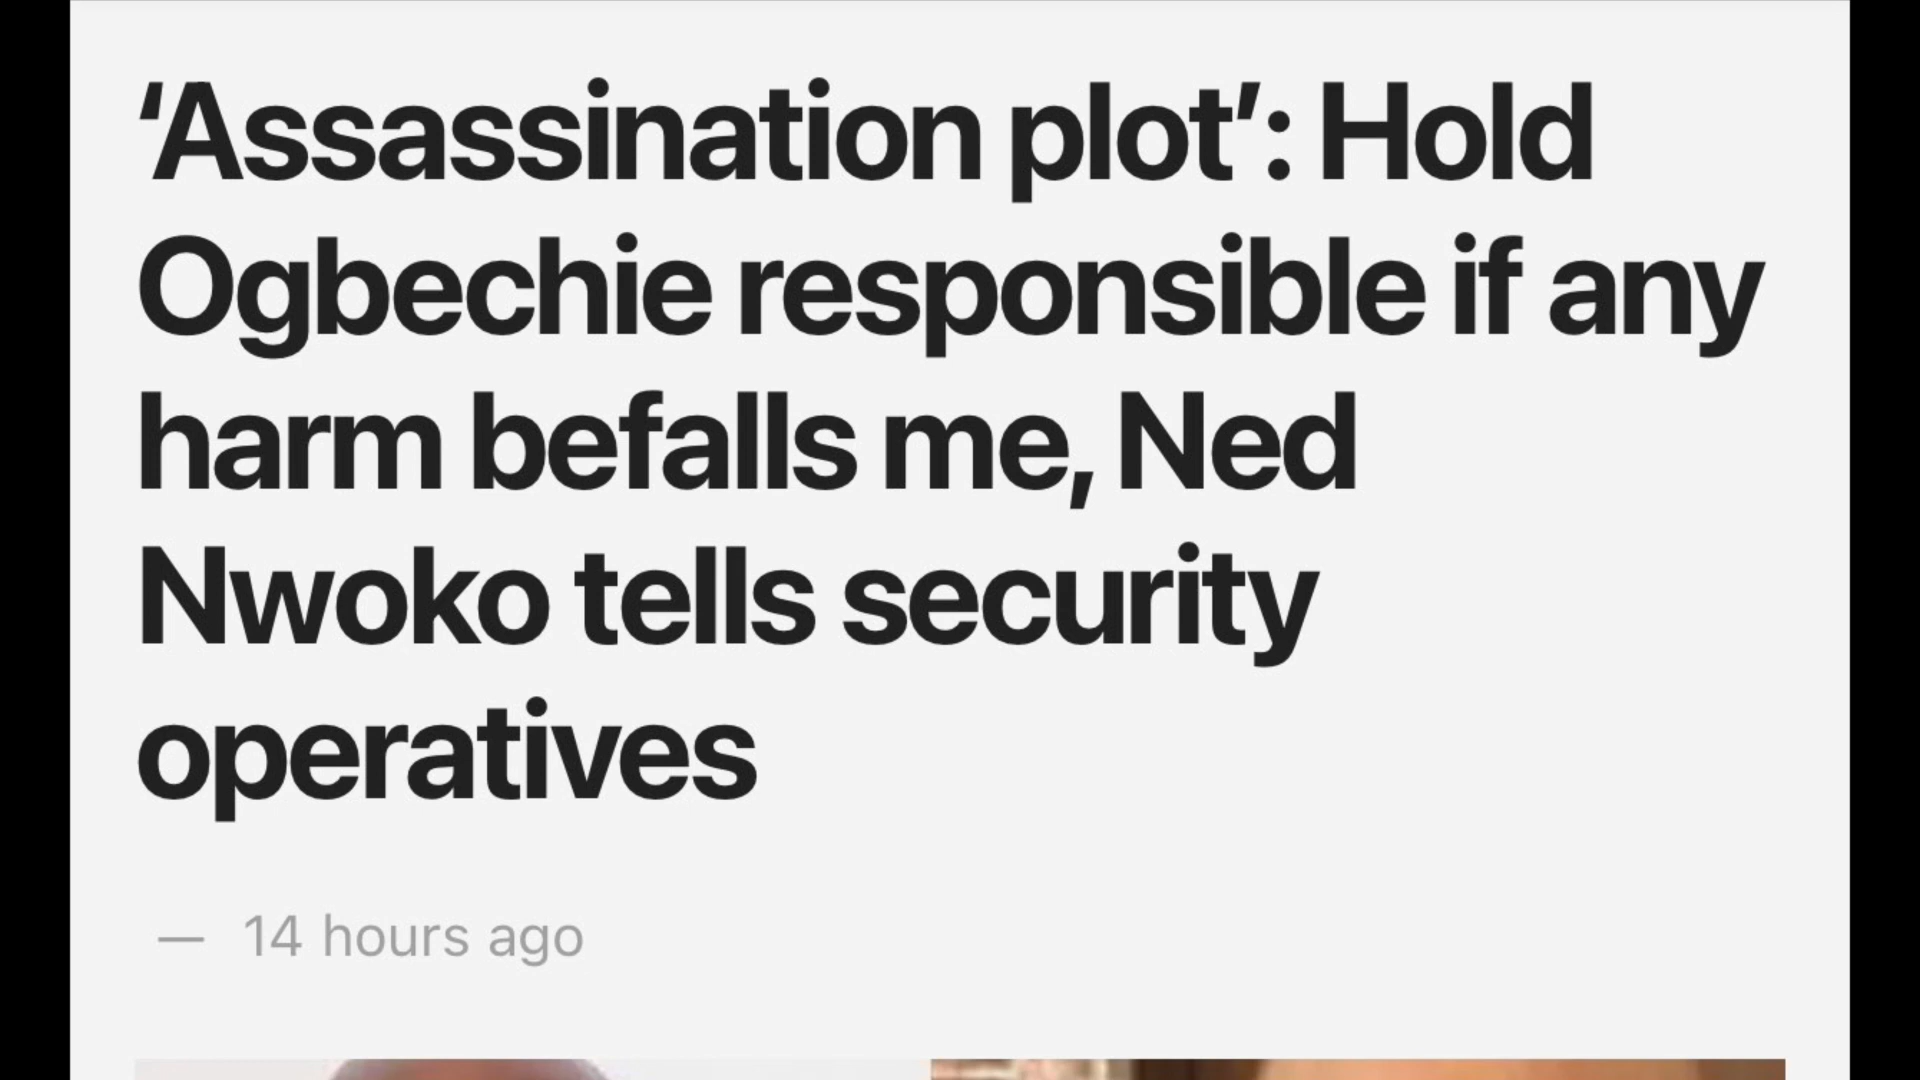 ‘Assassination plot’: Hold
Ogbechie responsible if any
harm befalls me, Ned
Nwoko tells security
operatives
— 14 hours ago